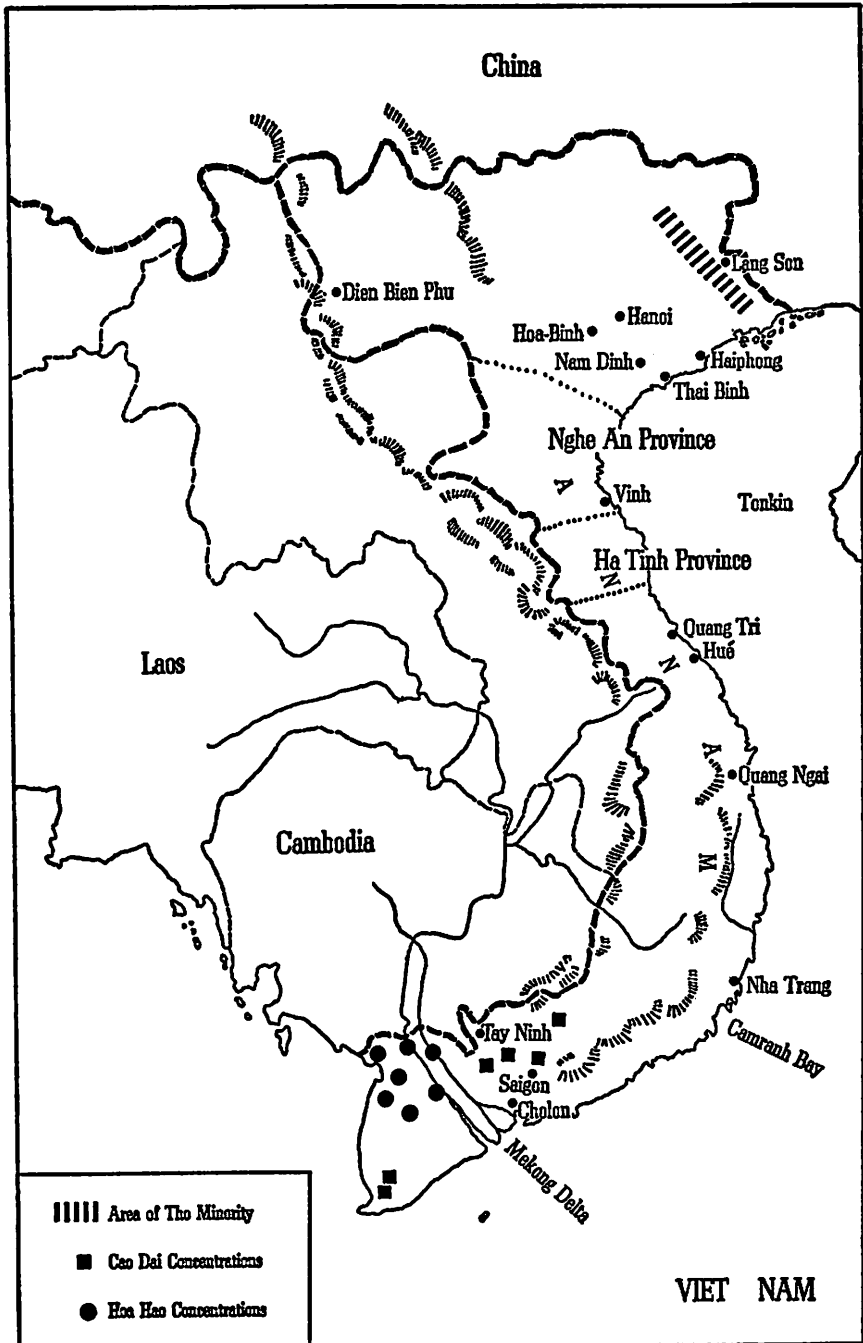 China
Lang Son
Dien Bien Phu
Hanoi
Hoa-Binh
Nam Dinh
Haiphong
Thai Binh
Nghe An Province
A
Vinh
Tonkin
Ha Tinh Province
N
Quang Tri
Hué
N
Laos
A
Quang Ngai
Cambodia
M
Nha Trang
Camranh Bay
Tay Ninh
Saigon
Cholon
Mekong Delta
Area of Tho Minority
Cao Dai Concentrations
Hoa Hao Concentrations
VIET NAM